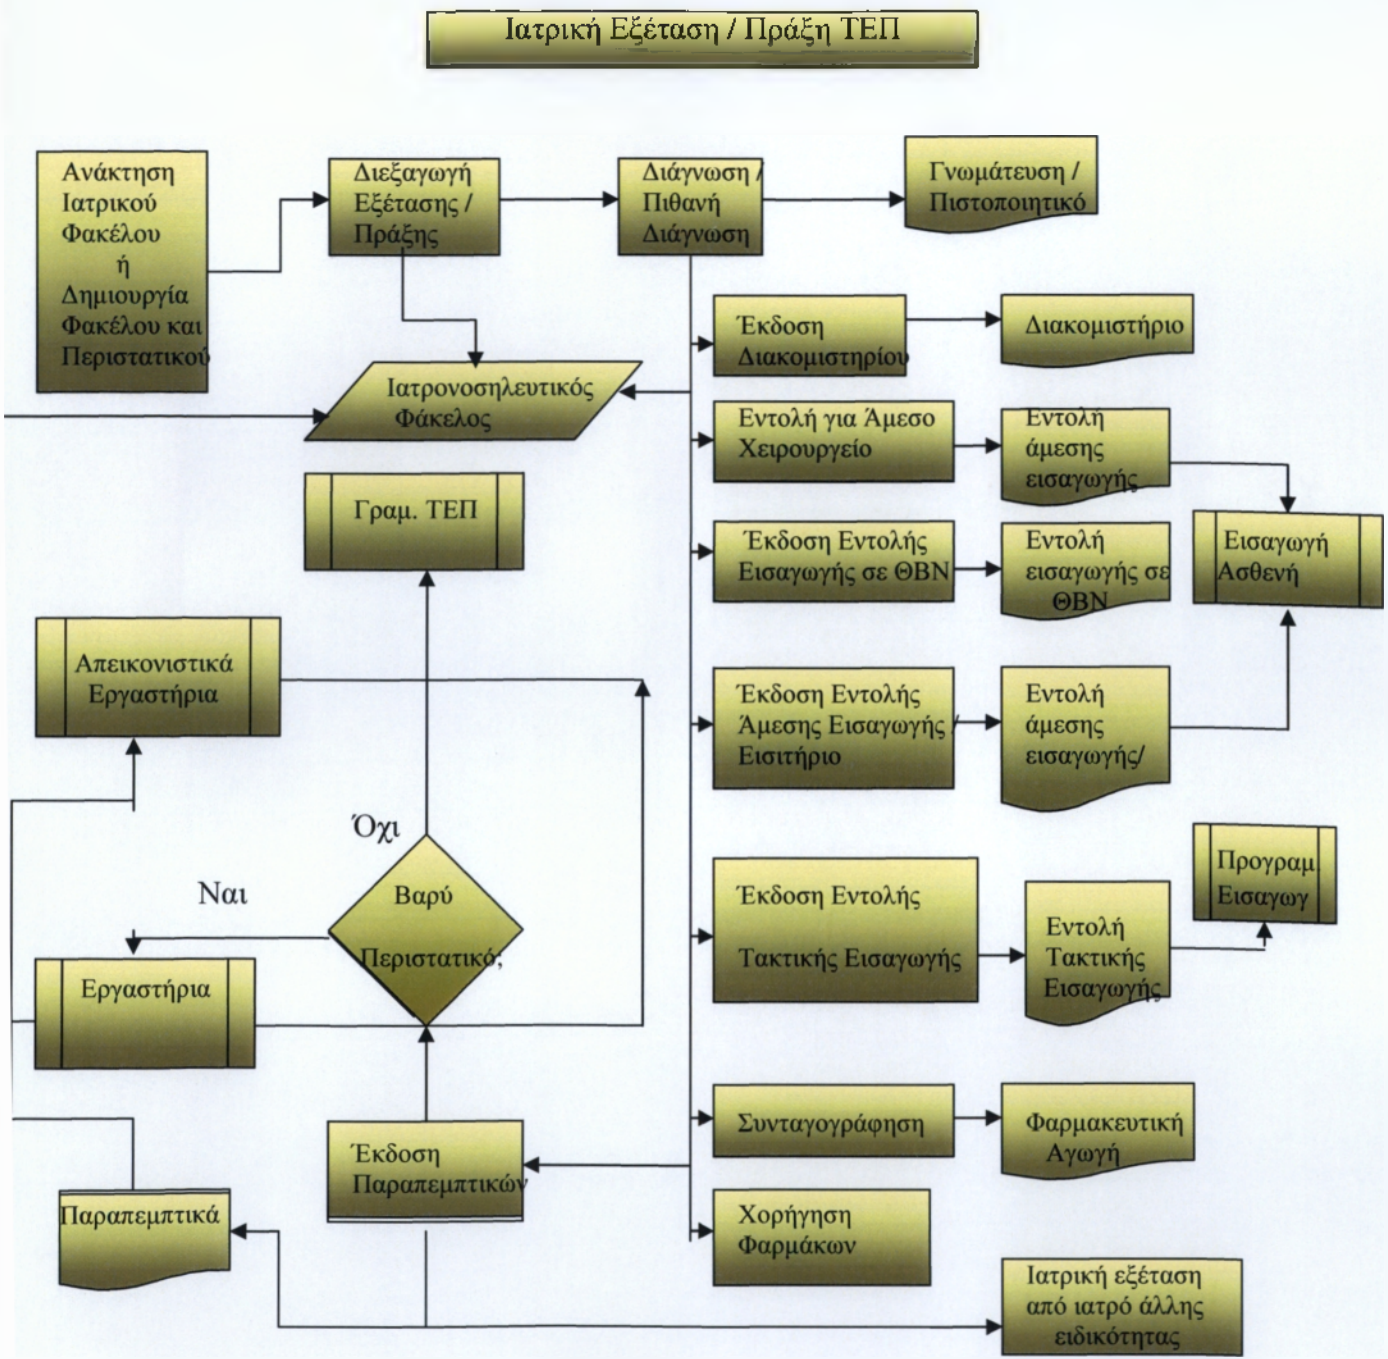 Ιατρική Εξέταση / Πράξη ΤΕΠ
Ανάκτηση
Ιατρικού
Φακέλου
ή
Δημιουργία
Φακέλου και
Περιστατικού
Διεξαγωγή
Εξέτασης /
Πράξης
Διάγνωση /
Πιθανή
Διάγνωση
Γνωμάτευση /
Πιστοποιητικό
Έκδοση
Διακομιστηρίου
Διακομιστήριο
Ιατρονοσηλευτικός
Φάκελος
Εντολή για Άμεσο
Χειρουργείο
Εντολή
άμεσης
εισαγωγής
Γραμ. ΤΕΠ
Έκδοση Εντολής
Εισαγωγής σε ΘΒΝ
Εντολή
εισαγωγής σε
ΘΒΝ
Εισαγωγή
Ασθενή
Απεικονιστικά
Εργαστήρια
Έκδοση Εντολής
Άμεσης Εισαγωγής /
Εισιτήριο
Εντολή
άμεσης
εισαγωγής/
Όχι
Ναι
Βαρύ
Περιστατικό;
Έκδοση Εντολής
Τακτικής Εισαγωγής
Εντολή
Τακτικής
Εισαγωγής
Προγραμ.
Εισαγωγ
Εργαστήρια
Συνταγογράφηση
Φαρμακευτική
Αγωγή
Έκδοση
Παραπεμπτικών
Παραπεμπτικά
Χορήγηση
Φαρμάκων
Ιατρική εξέταση
από ιατρό άλλης
ειδικότητας